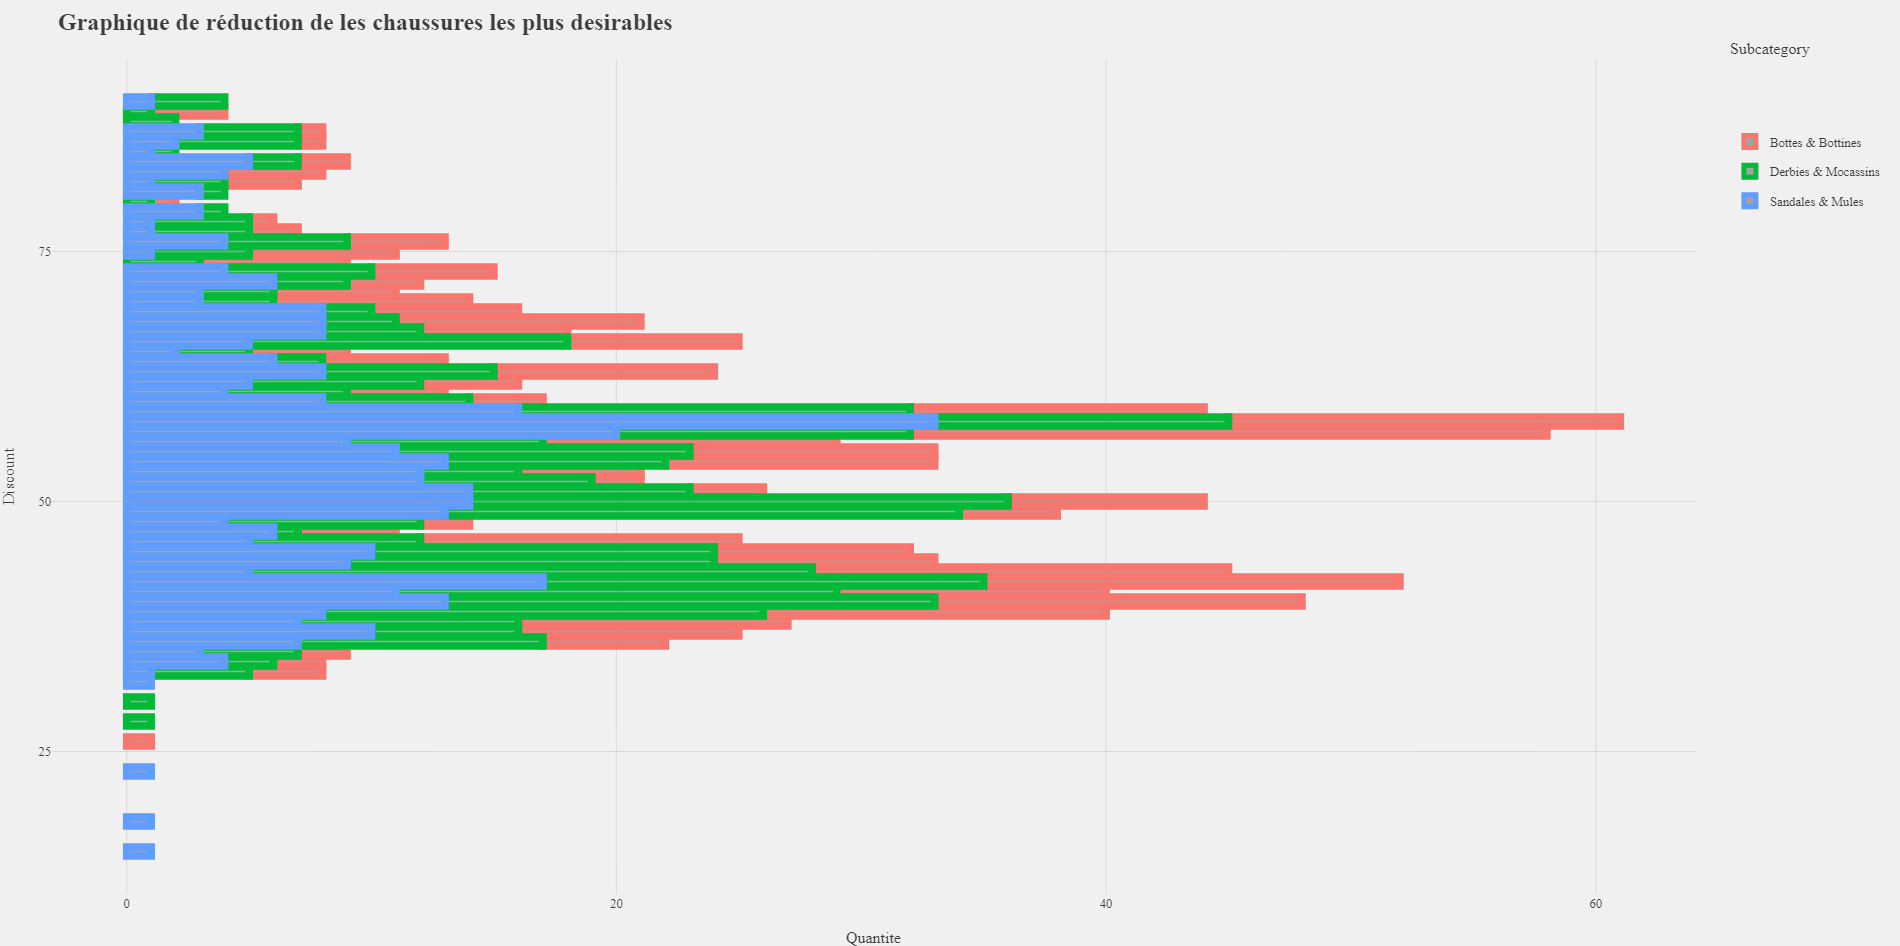 Graphique de réduction de les chaussures les plus desirables
Subcategory
Bottes & Bottines
Derbies & Mocassins
Sandales & Mules
75
50
25
Discount
0 20 40 60
Quantite